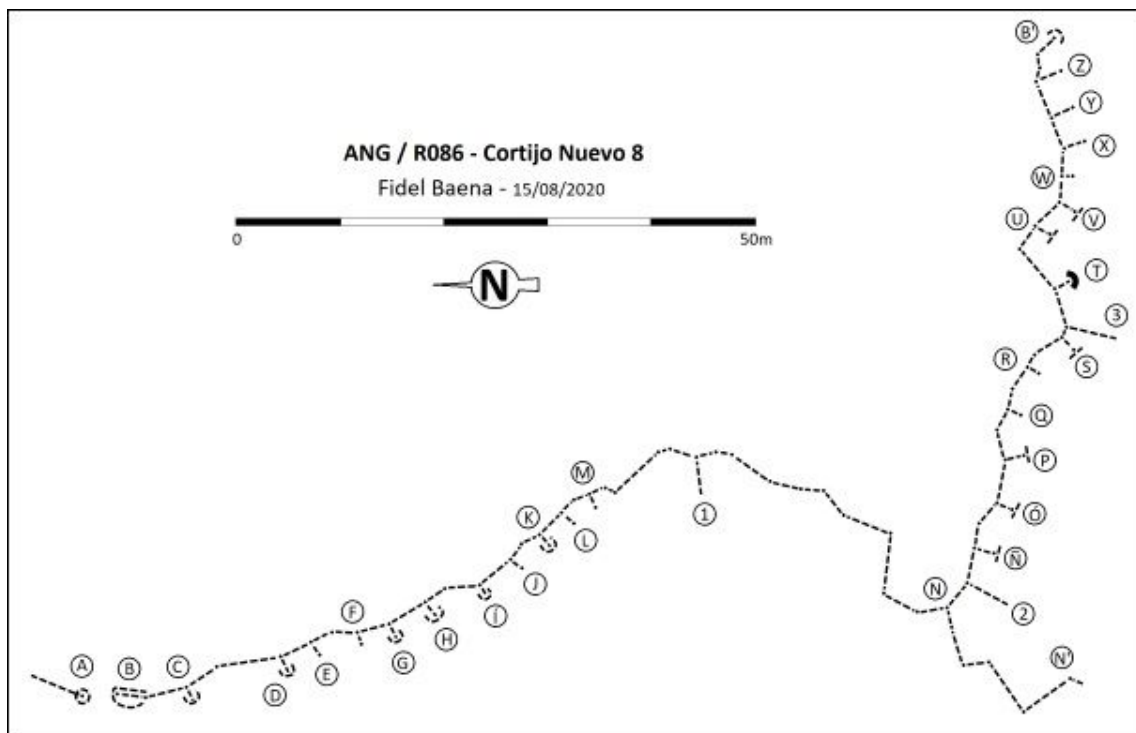 B'
Z
Y
X
ANG / R086 - Cortijo Nuevo 8
W
Fidel Baena - 15/08/2020
U
V
0
50m
T
N
3
R
S
Q
M
P
K
1
Ó
L
Ñ
J
F
Í
N
2
H
G
E
A
B
C
D
N'